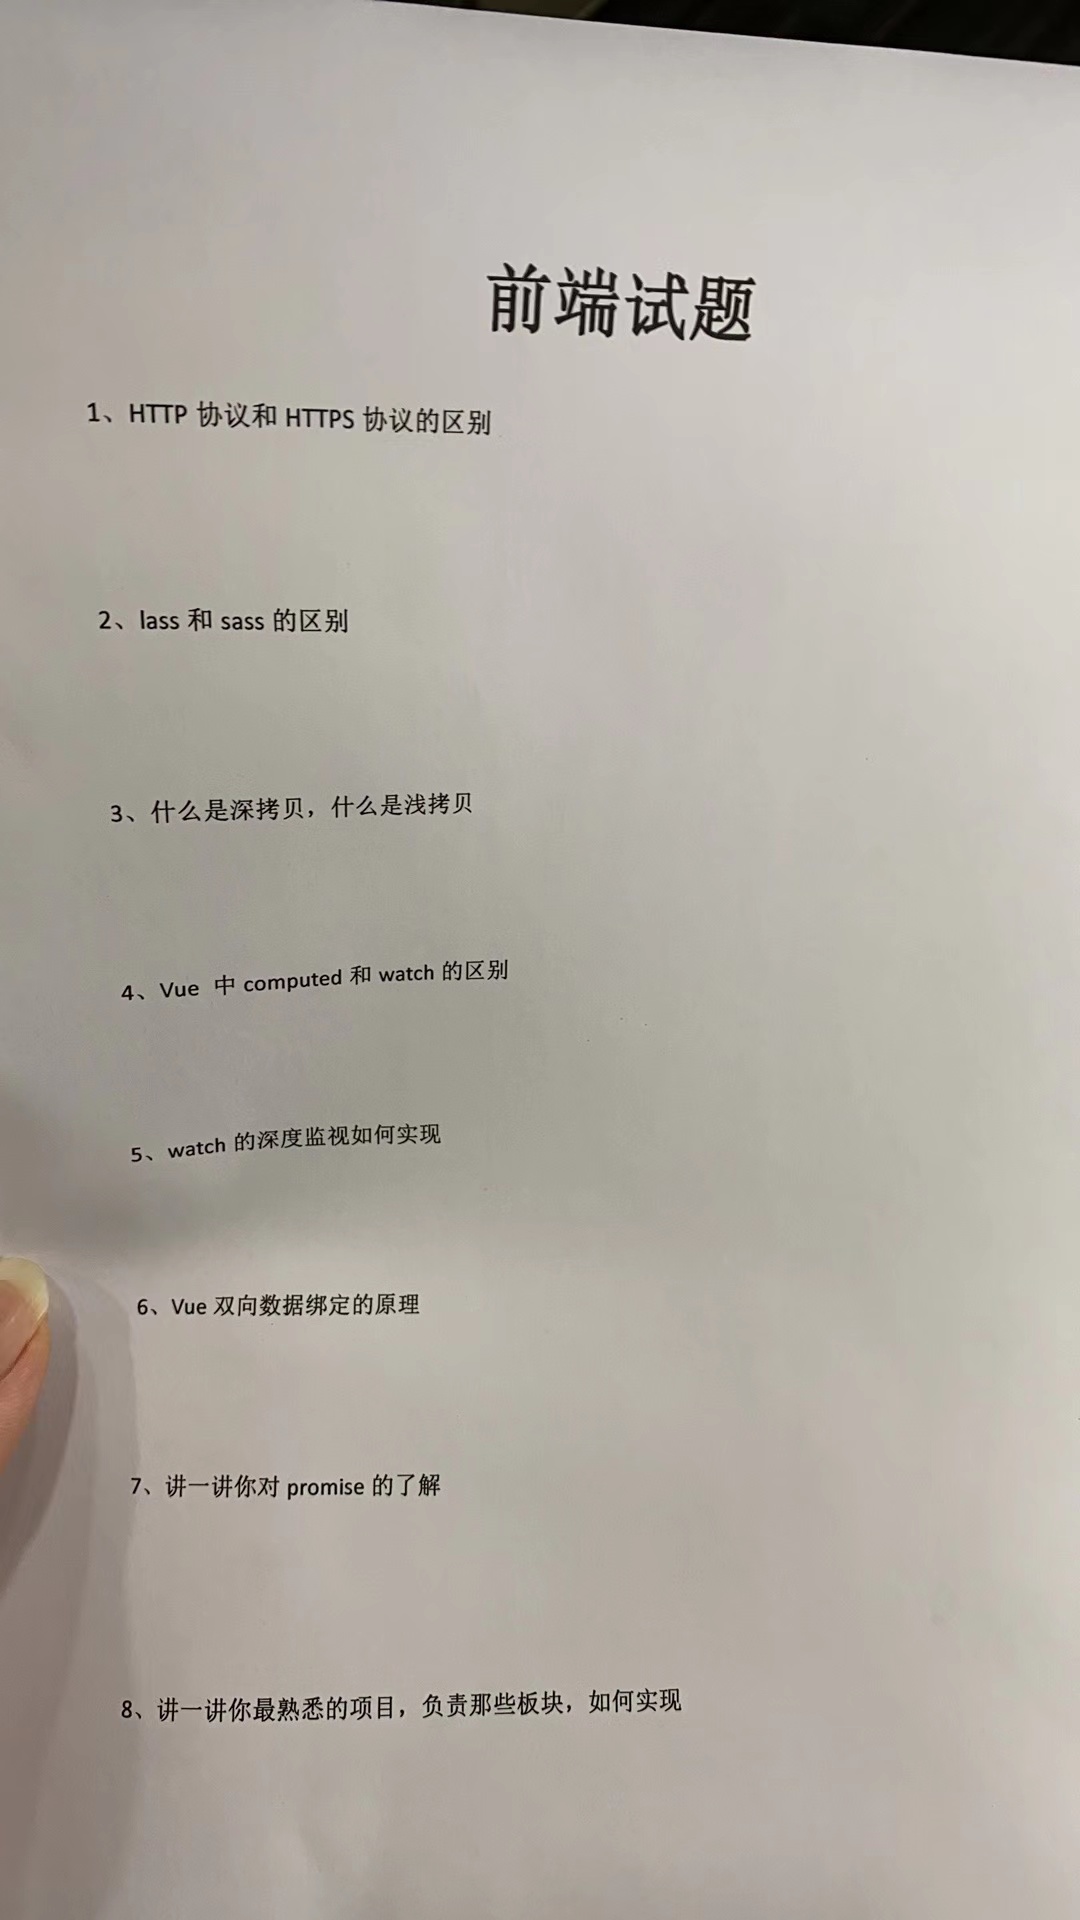 前端试题
1、HTTP 协议和 HTTPS 协议的区别
2、lass 和 sass 的区别
3、什么是深拷贝，什么是浅拷贝
4、Vue 中 computed 和 watch 的区别
5、watch 的深度监视如何实现
6、Vue 双向数据绑定的原理
7、讲一讲你对 promise 的了解
8、讲一讲你最熟悉的项目，负责那些板块，如何实现